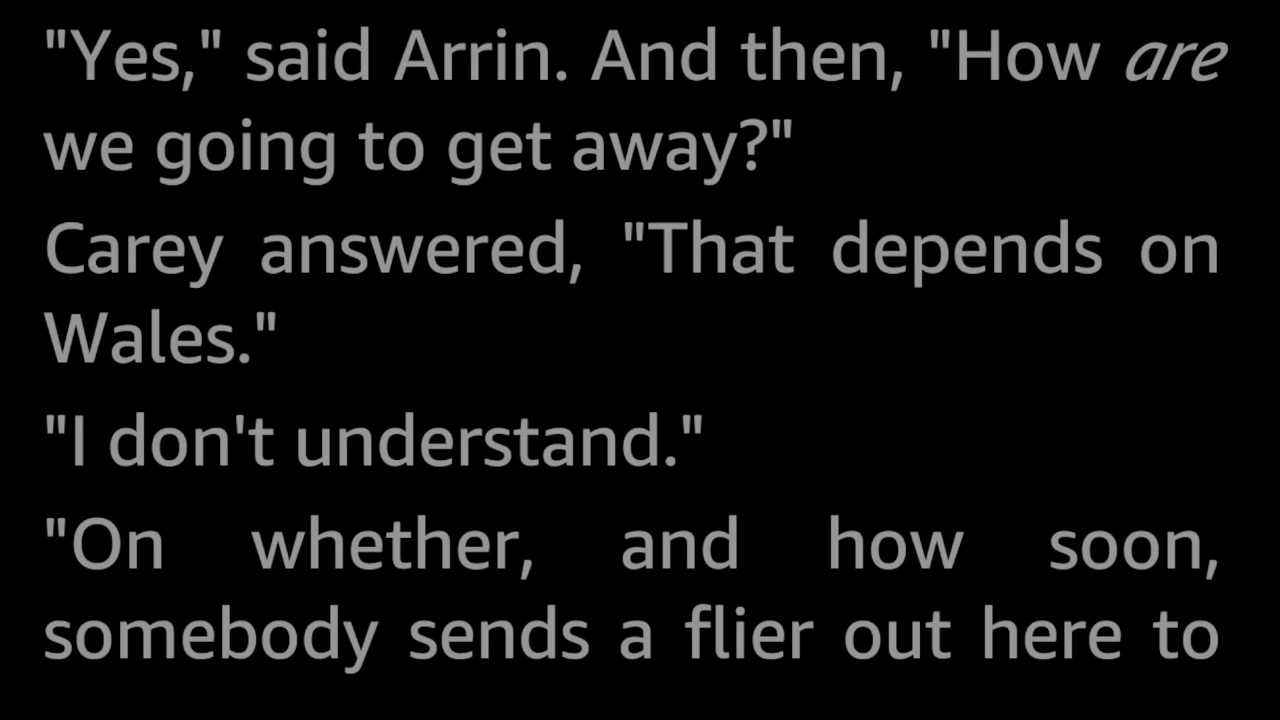 "Yes," said Arrin. And then, "How are
we going to get away?"
Carey answered, "That depends on
Wales."
"I don't understand."
"On whether, and how soon,
somebody sends a flier out here to